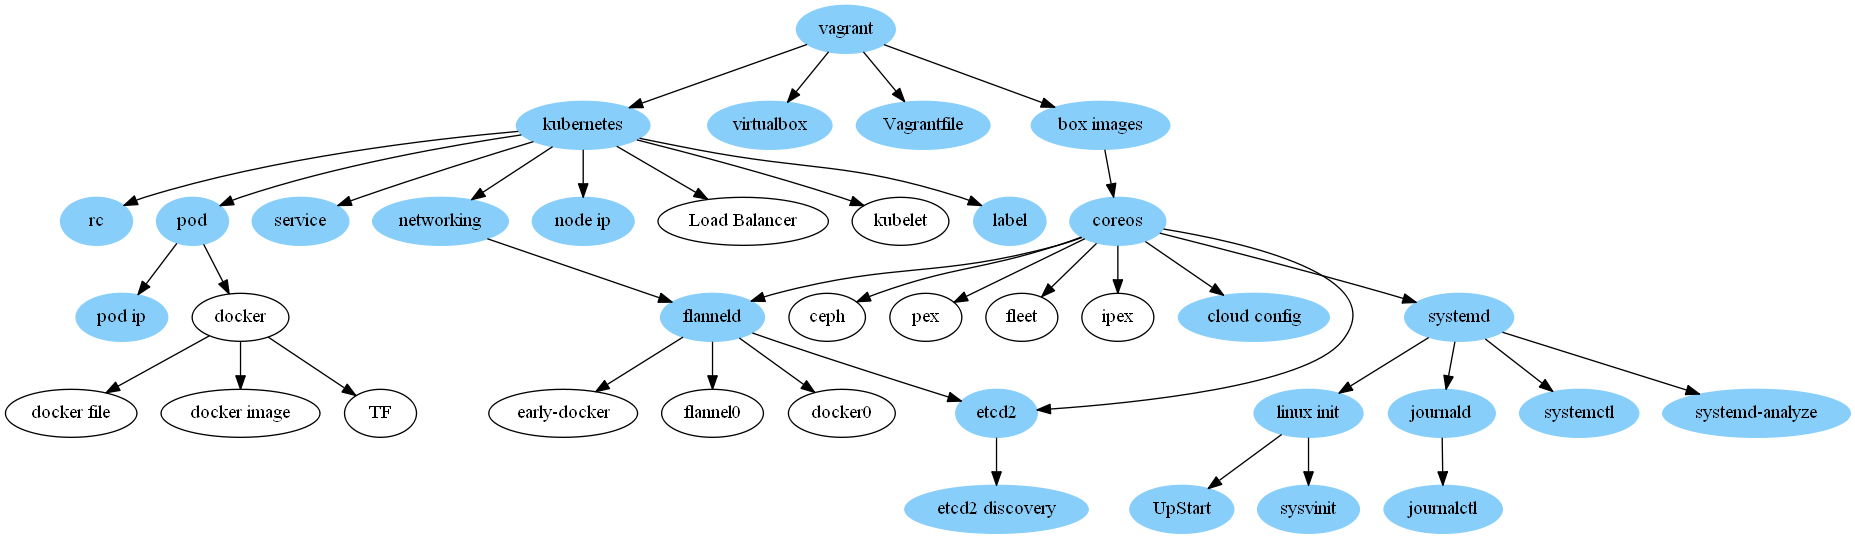 vagrant
kubernetes
virtualbox
Vagrantfile
box images
rc
pod
service
networking
node ip
Load Balancer
kubelet
label
coreos
pod ip
docker
flanneld
ceph
pex
fleet
ipex
cloud config
systemd
docker file
docker image
TF
early-docker
flannel0
docker0
etcd2
linux init
journald
systemctl
systemd-analyze
etcd2 discovery
UpStart
sysvinit
journalctl